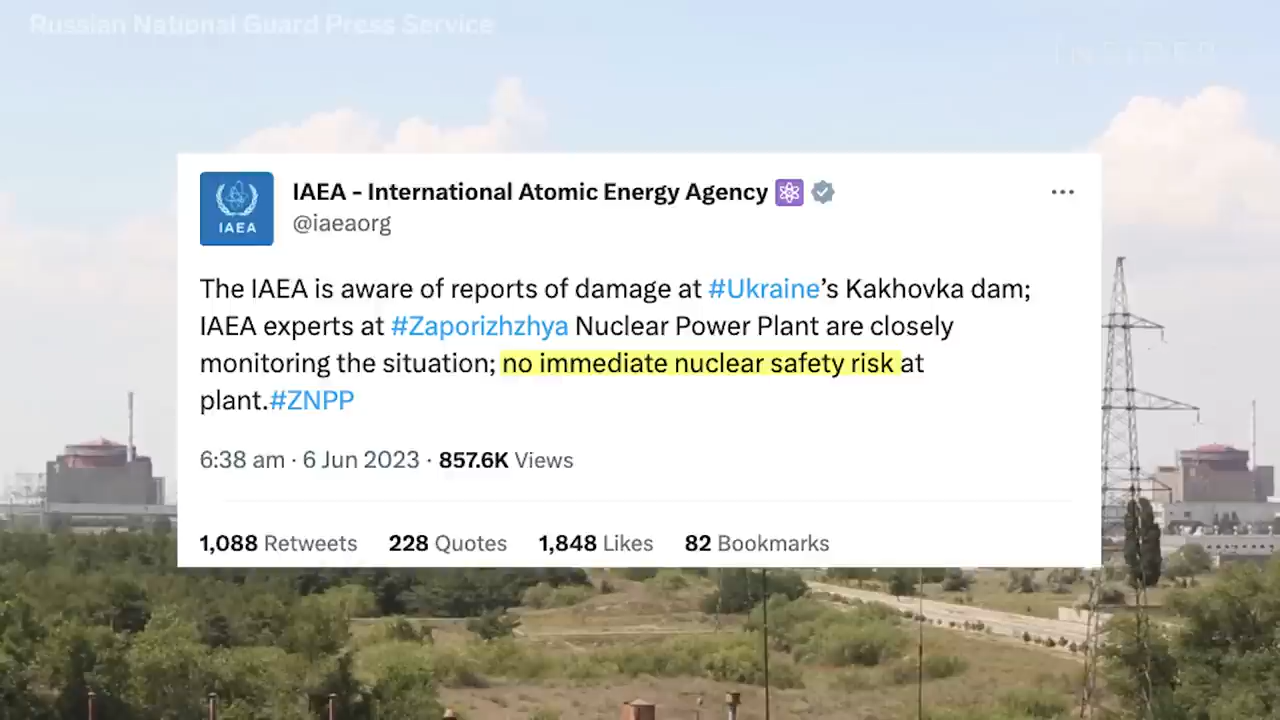 Russian National Guard Press Service
INSIDER
IAEA
IAEA - International Atomic Energy Agency
@iaeaorg
The IAEA is aware of reports of damage at #Ukraine’s Kakhovka dam;
IAEA experts at #Zaporizhzhya Nuclear Power Plant are closely
monitoring the situation; no immediate nuclear safety risk at
plant.#ZNPP
6:38 am · 6 Jun 2023 · 857.6K Views
1,088 Retweets 228 Quotes 1,848 Likes 82 Bookmarks